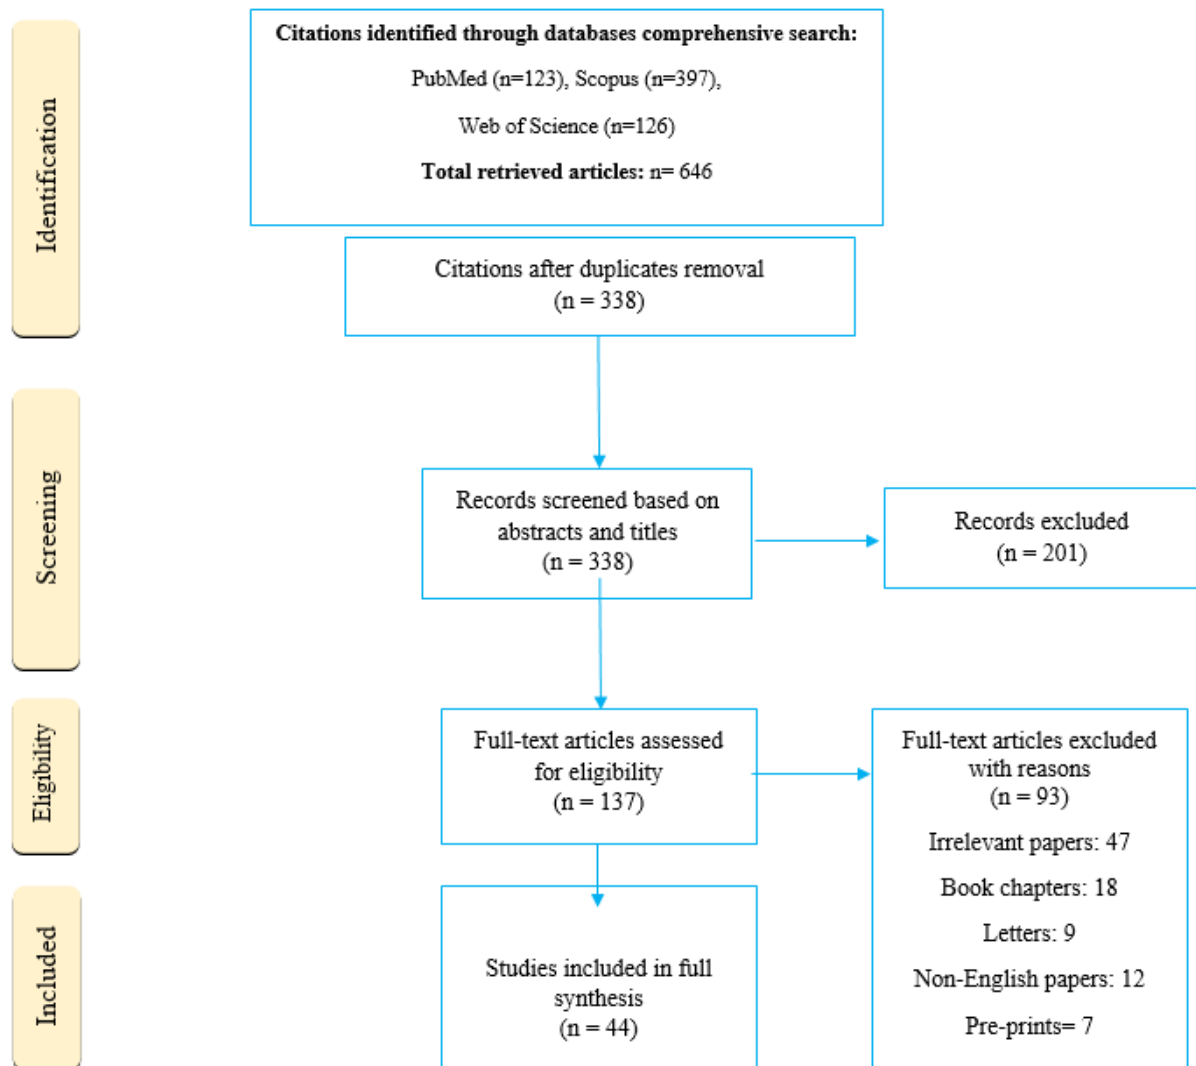 Identification
Citations identified through databases comprehensive search:
PubMed (n=123), Scopus (n=397),
Web of Science (n=126)
Total retrieved articles: n= 646
Citations after duplicates removal
(n = 338)
Screening
Records screened based on
abstracts and titles
(n = 338)
Records excluded
(n = 201)
Eligibility
Full-text articles assessed
for eligibility
(n = 137)
Full-text articles excluded
with reasons
(n = 93)
Irrelevant papers: 47
Book chapters: 18
Letters: 9
Non-English papers: 12
Pre-prints= 7
Included
Studies included in full
synthesis
(n = 44)